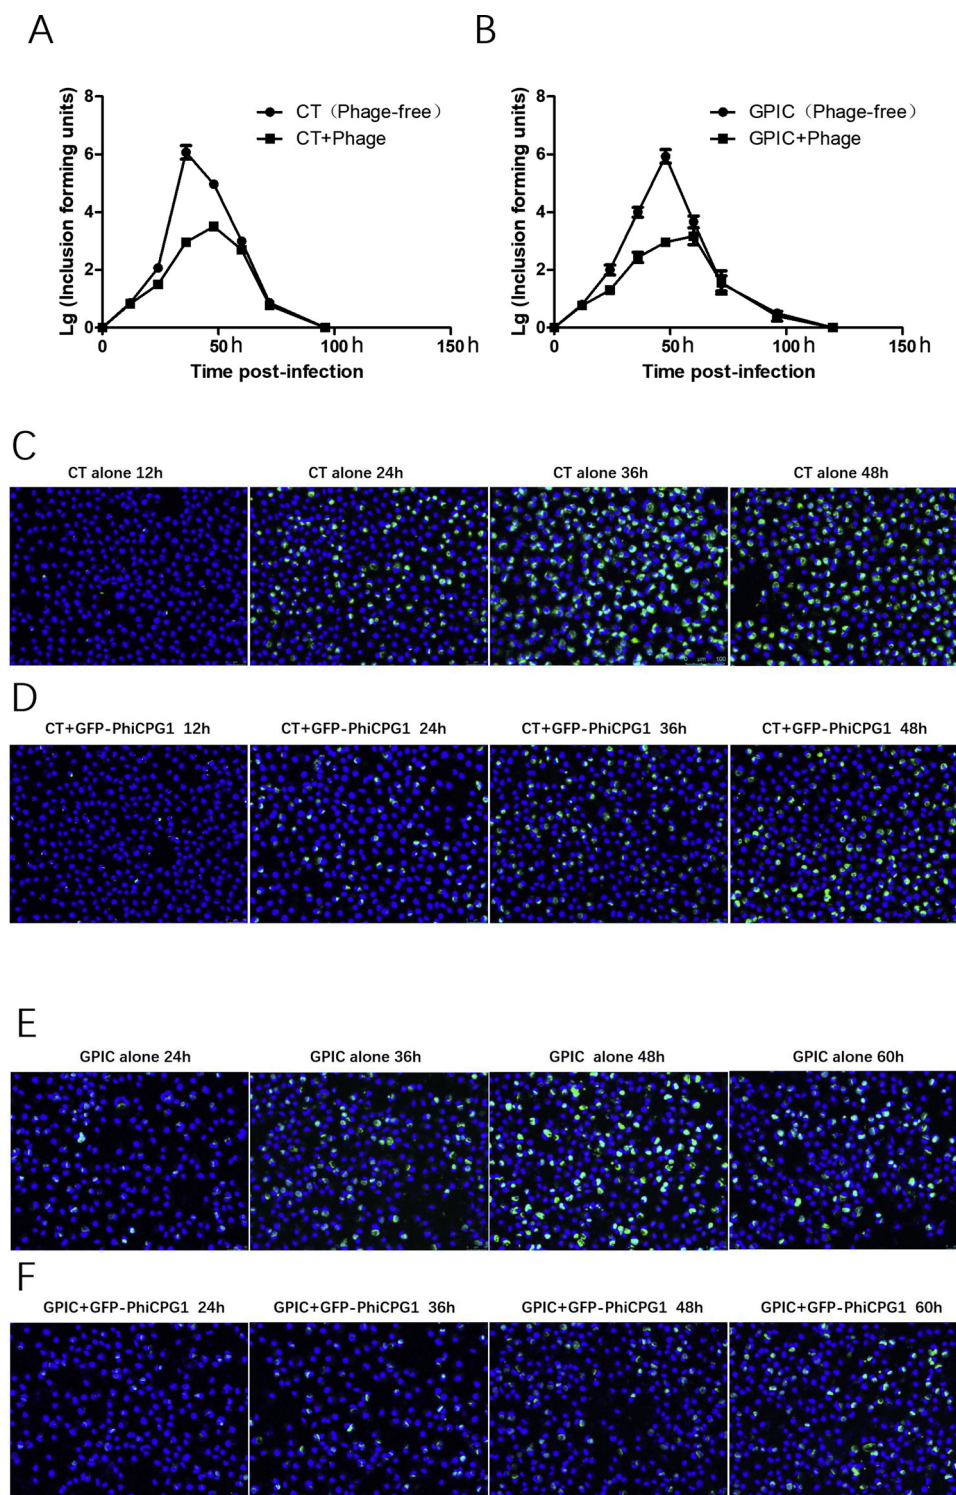 A
B
Lg (Inclusion forming units)
8
6
4
2
0
CT（Phage-free）
CT+Phage
0
50 h
100 h
150 h
Time post-infection
Lg (Inclusion forming units)
8
6
4
2
0
GPIC（Phage-free）
GPIC+Phage
0
50 h
100 h
150 h
Time post-infection
C
CT alone 12h
CT alone 24h
CT alone 36h
CT alone 48h
0 µm 100
D
CT+GFP-PhiCPG1 12h
CT+GFP-PhiCPG1 24h
CT+GFP-PhiCPG1 36h
CT+GFP-PhiCPG1 48h
E
GPIC alone 24h
GPIC alone 36h
GPIC alone 48h
GPIC alone 60h
F
GPIC+GFP-PhiCPG1 24h
GPIC+GFP-PhiCPG1 36h
GPIC+GFP-PhiCPG1 48h
GPIC+GFP-PhiCPG1 60h